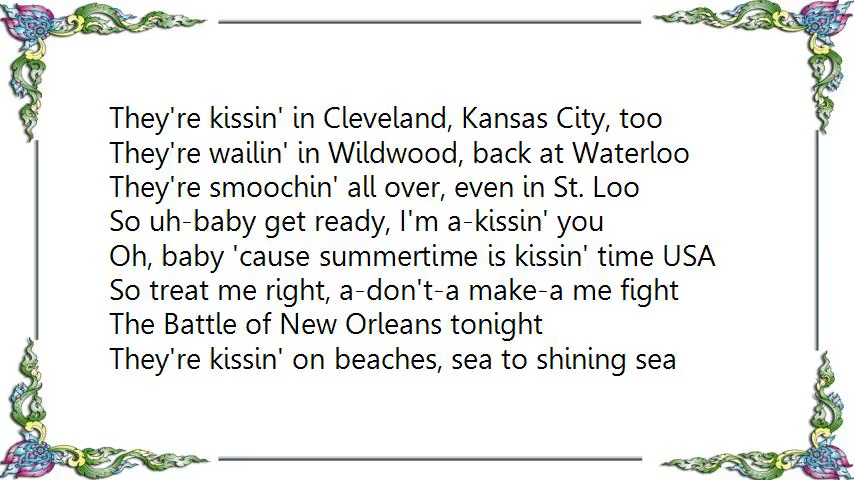 They're kissin' in Cleveland, Kansas City, too
They're wailin' in Wildwood, back at Waterloo
They're smoochin' all over, even in St. Loo
So uh-baby get ready, I'm a-kissin' you
Oh, baby 'cause summertime is kissin' time USA
So treat me right, a-don't-a make-a me fight
The Battle of New Orleans tonight
They're kissin' on beaches, sea to shining sea